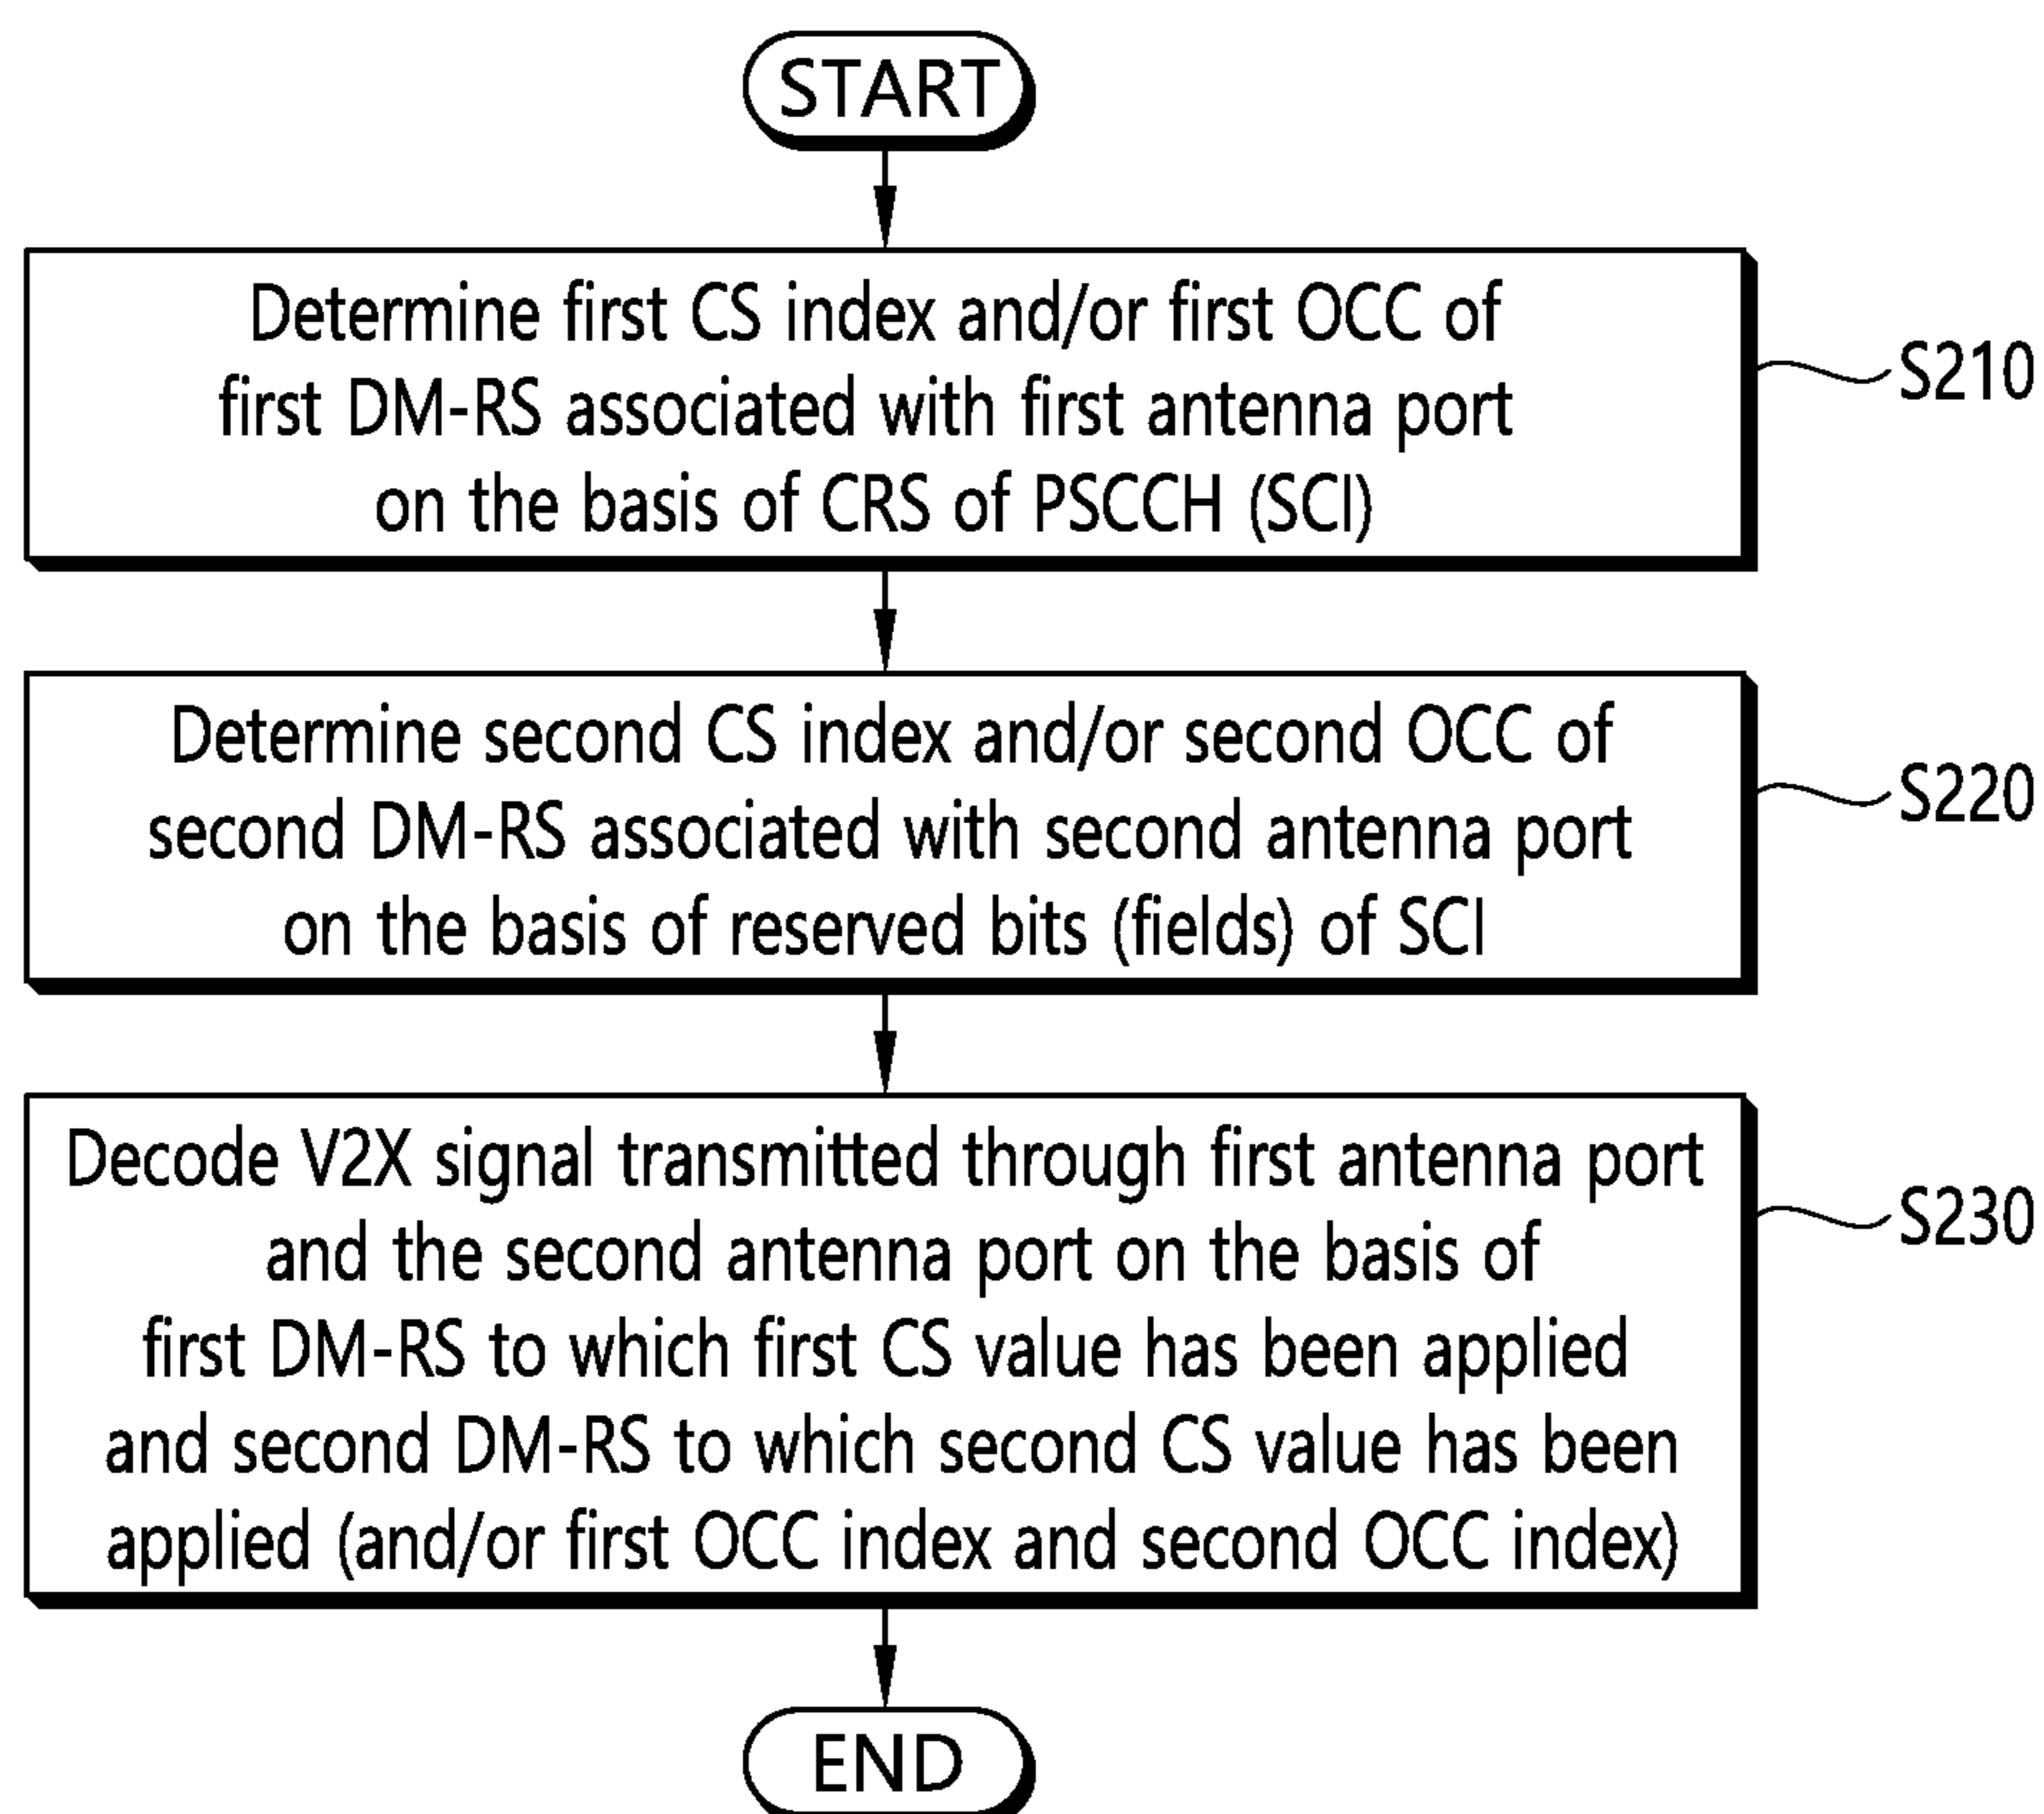 START
Determine first CS index and/or first OCC of
first DM-RS associated with first antenna port
on the basis of CRS of PSCCH (SCI)
S210
Determine second CS index and/or second OCC of
second DM-RS associated with second antenna port
on the basis of reserved bits (fields) of SCI
S220
Decode V2X signal transmitted through first antenna port
and the second antenna port on the basis of
first DM-RS to which first CS value has been applied
and second DM-RS to which second CS value has been
applied (and/or first OCC index and second OCC index)
S230
END